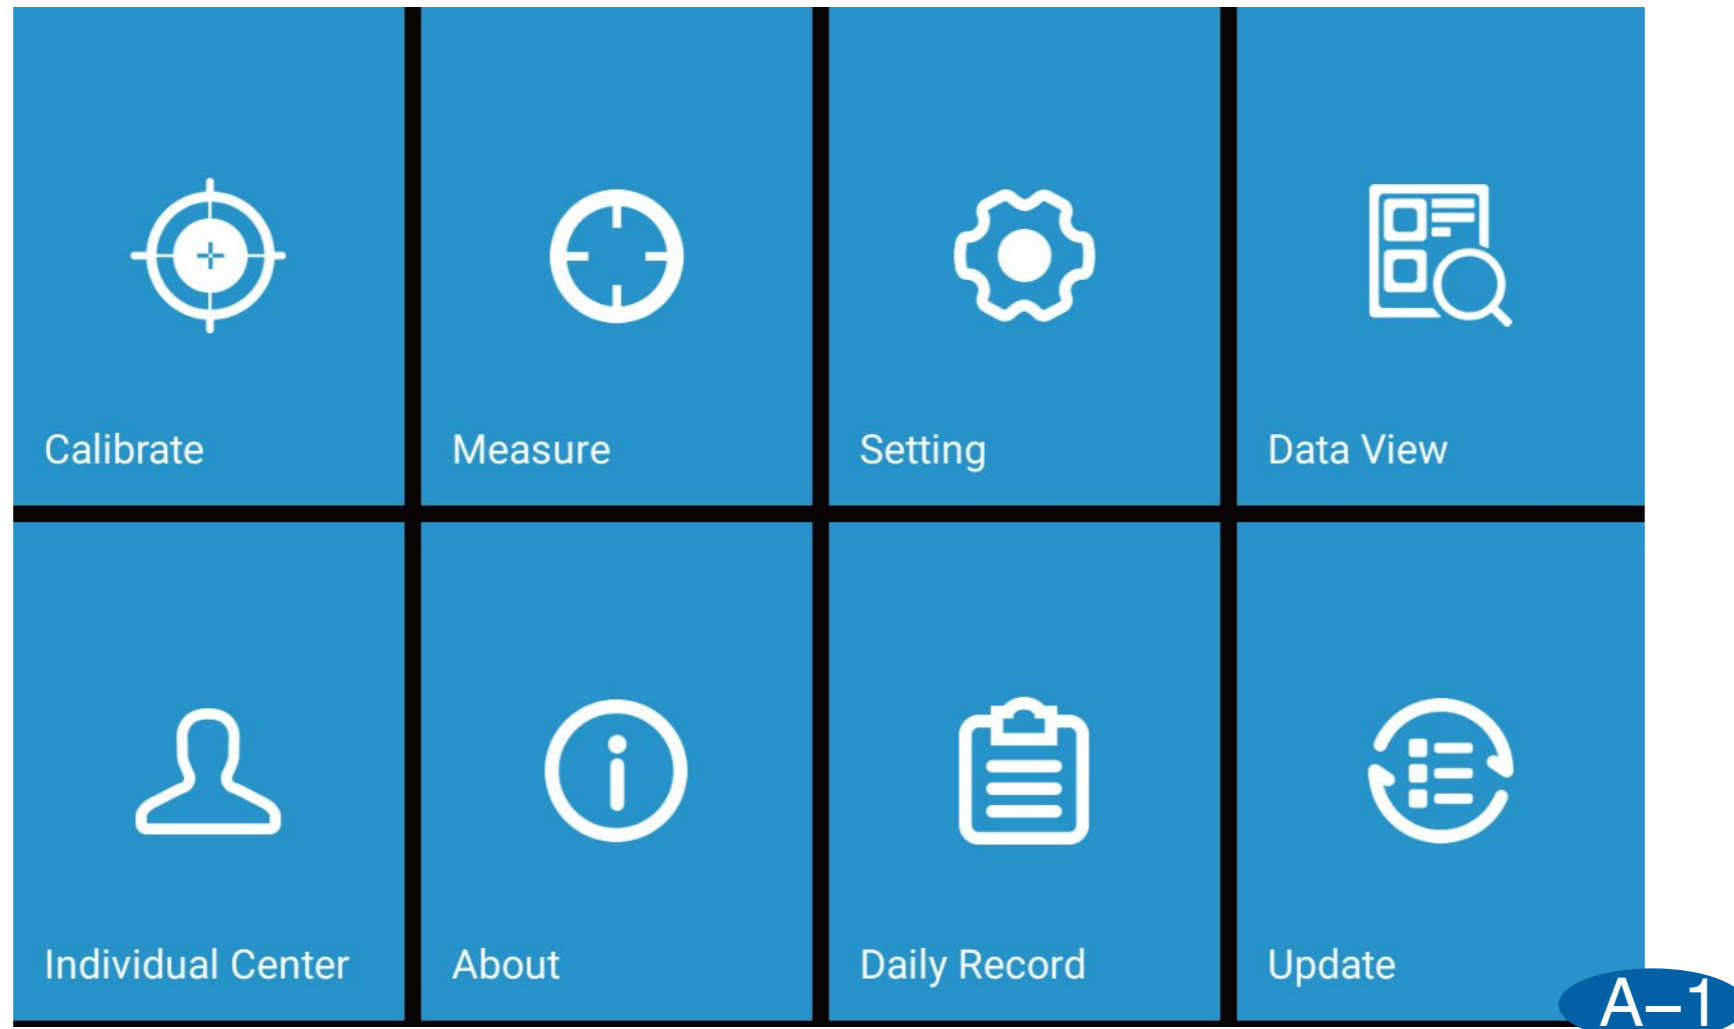 Calibrate
Measure
Setting
Data View
Individual Center
About
Daily Record
Update
A–1